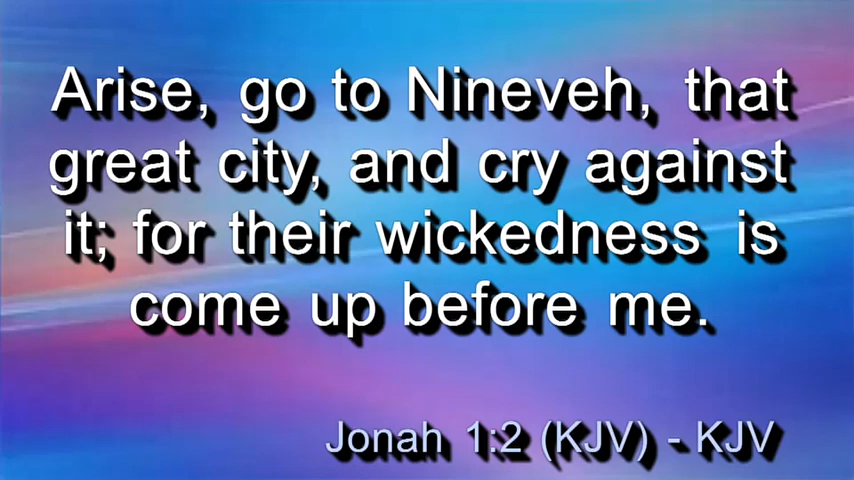 Arise, go to Nineveh, that
great city, and cry against
it; for their wickedness is
come up before me.
Jonah 1:2 (KJV) - KJV